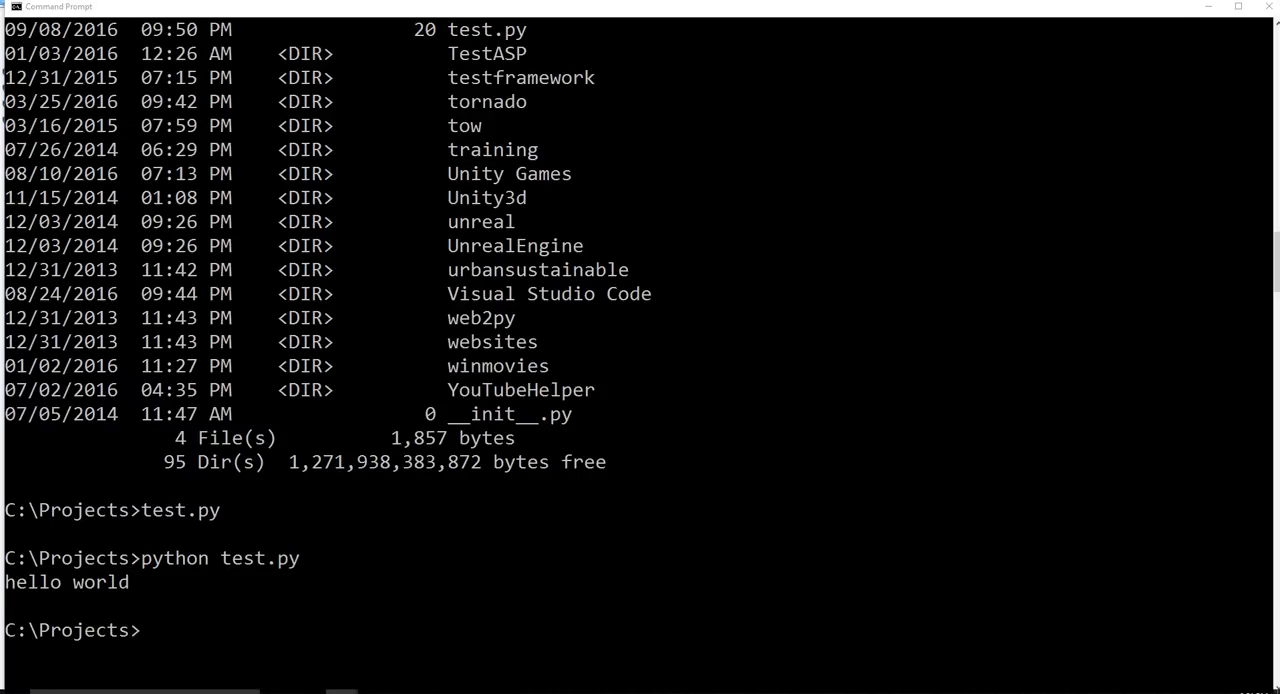 Command Prompt
09/08/2016  09:50 PM                20 test.py
01/03/2016  12:26 AM    <DIR>          TestASP
12/31/2015  07:15 PM    <DIR>          testframework
03/25/2016  09:42 PM    <DIR>          tornado
03/16/2015  07:59 PM    <DIR>          tow
07/26/2014  06:29 PM    <DIR>          training
08/10/2016  07:13 PM    <DIR>          Unity Games
11/15/2014  01:08 PM    <DIR>          Unity3d
12/03/2014  09:26 PM    <DIR>          unreal
12/03/2014  09:26 PM    <DIR>          UnrealEngine
12/31/2013  11:42 PM    <DIR>          urbansustainable
08/24/2016  09:44 PM    <DIR>          Visual Studio Code
12/31/2013  11:43 PM    <DIR>          web2py
12/31/2013  11:43 PM    <DIR>          websites
01/02/2016  11:27 PM    <DIR>          winmovies
07/02/2016  04:35 PM    <DIR>          YouTubeHelper
07/05/2014  11:47 AM                 0 __init__.py
4 File(s)          1,857 bytes
95 Dir(s)  1,271,938,383,872 bytes free
C:\Projects>test.py
C:\Projects>python test.py
hello world
C:\Projects>